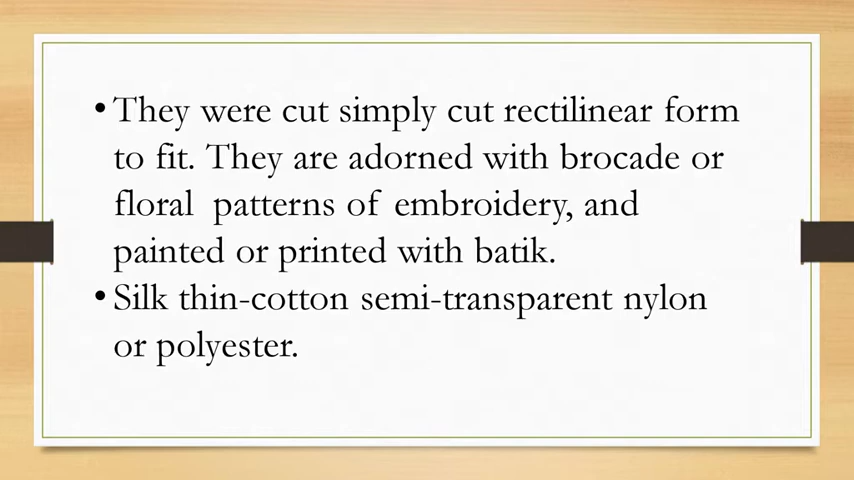 • They were cut simply cut rectilinear form
to fit. They are adorned with brocade or
floral  patterns of embroidery, and
painted or printed with batik.
• Silk thin-cotton semi-transparent nylon
or polyester.